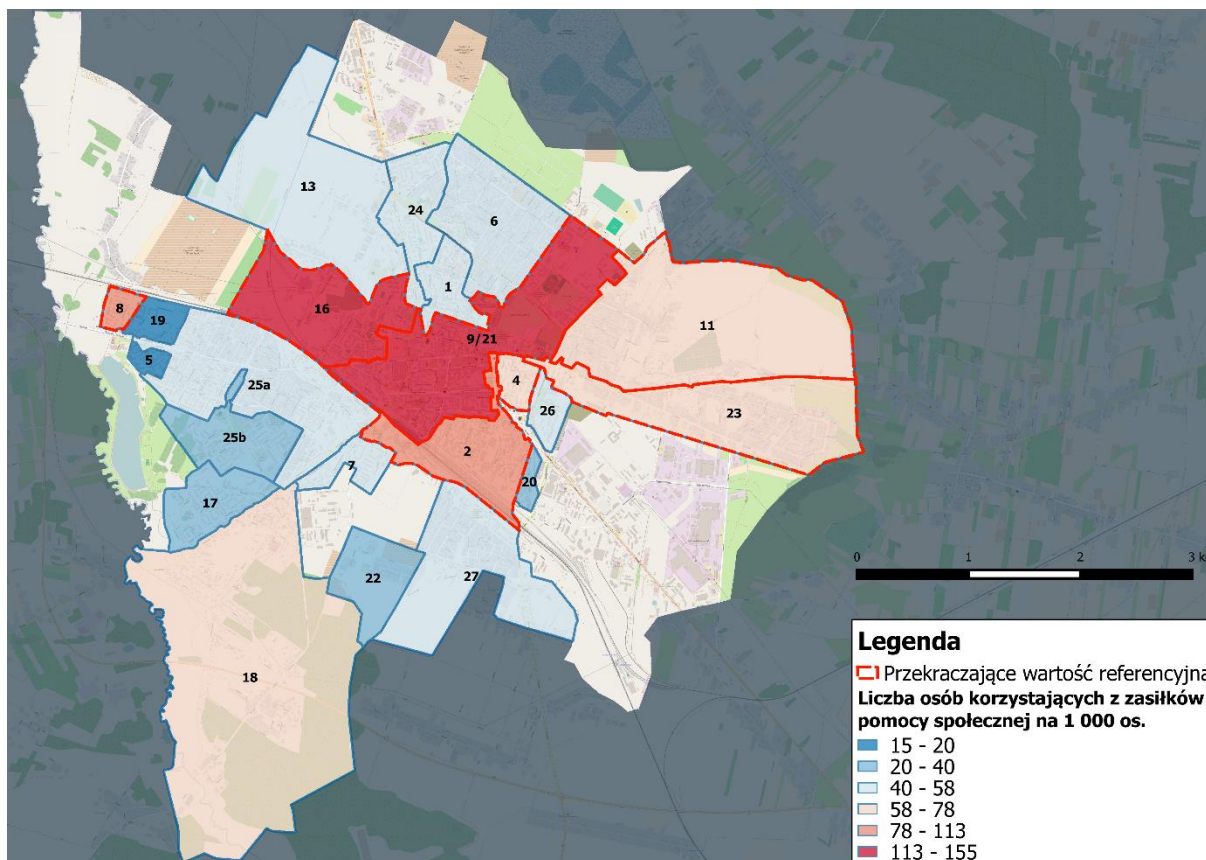 13
24
6
1
16
8
19
9/21
11
5
25a
4
26
23
25b
2
7
20
17
22
27
18
0
1
2
3 k
Legenda
Przekraczające wartość referencyjną
Liczba osób korzystających z zasiłków
pomocy społecznej na 1 000 os.
15 - 20
20 - 40
40 - 58
58 - 78
78 - 113
113 - 155